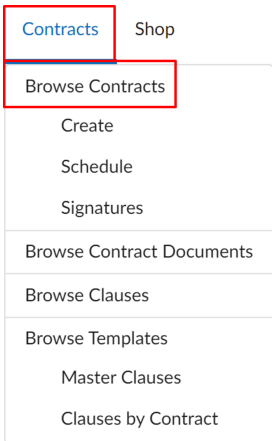 Contracts Shop
Browse Contracts
Create
Schedule
Signatures
Browse Contract Documents
Browse Clauses
Browse Templates
Master Clauses
Clauses by Contract